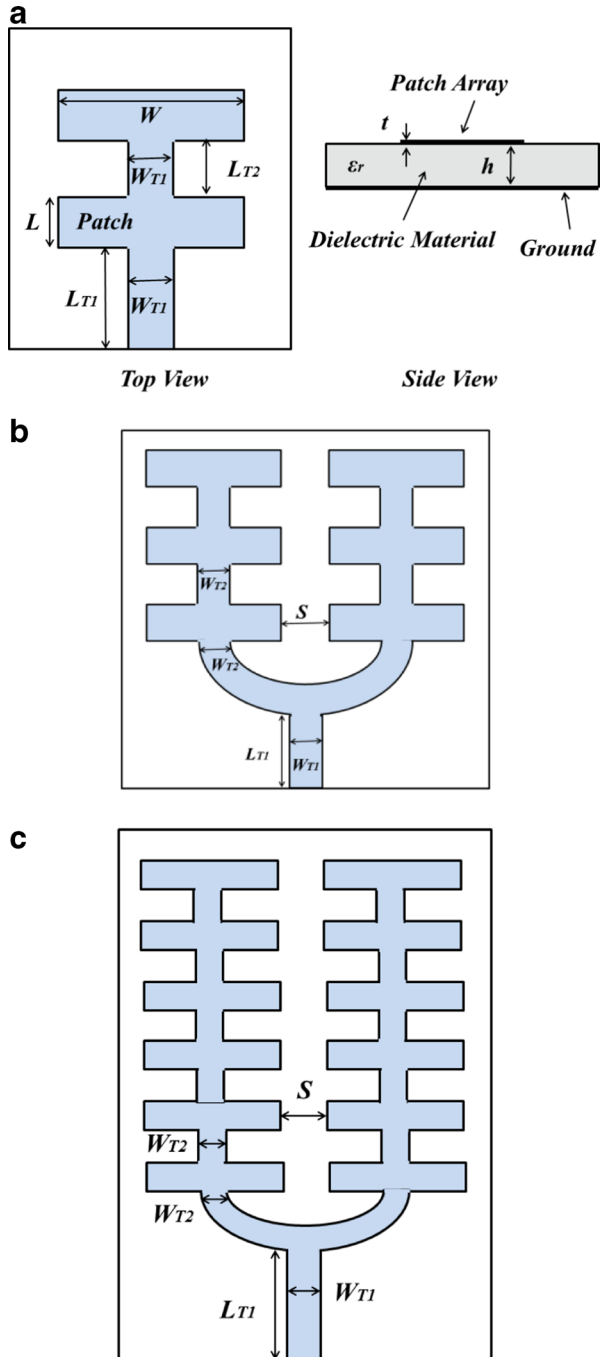 a
W
WT1
LT2
L
Patch
LT1
WT1
Top View
Patch Array
t
εr
h
Dielectric Material
Ground
Side View
b
WT2
S
WT2
LT1
WT1
c
S
WT2
WT2
LT1
WT1